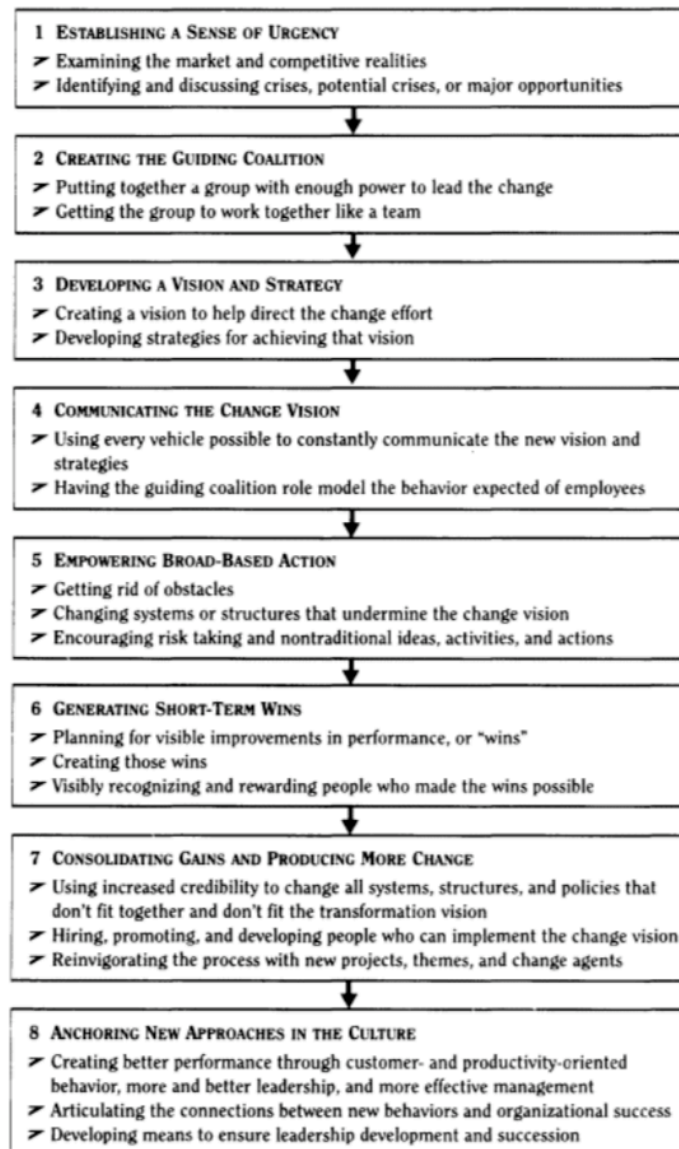 1 ESTABLISHING A SENSE OF URGENCY
➤ Examining the market and competitive realities
➤ Identifying and discussing crises, potential crises, or major opportunities
2 CREATING THE GUIDING COALITION
➤ Putting together a group with enough power to lead the change
➤ Getting the group to work together like a team
3 DEVELOPING A VISION AND STRATEGY
➤ Creating a vision to help direct the change effort
➤ Developing strategies for achieving that vision
4 COMMUNICATING THE CHANGE VISION
➤ Using every vehicle possible to constantly communicate the new vision and
strategies
➤ Having the guiding coalition role model the behavior expected of employees
5 EMPOWERING BROAD-BASED ACTION
➤ Getting rid of obstacles
➤ Changing systems or structures that undermine the change vision
➤ Encouraging risk taking and nontraditional ideas, activities, and actions
6 GENERATING SHORT-TERM WINS
➤ Planning for visible improvements in performance, or “wins”
➤ Creating those wins
➤ Visibly recognizing and rewarding people who made the wins possible
7 CONSOLIDATING GAINS AND PRODUCING MORE CHANGE
➤ Using increased credibility to change all systems, structures, and policies that
don't fit together and don't fit the transformation vision
➤ Hiring, promoting, and developing people who can implement the change vision
➤ Reinvigorating the process with new projects, themes, and change agents
8 ANCHORING NEW APPROACHES IN THE CULTURE
➤ Creating better performance through customer- and productivity-oriented
behavior, more and better leadership, and more effective management
➤ Articulating the connections between new behaviors and organizational success
➤ Developing means to ensure leadership development and succession